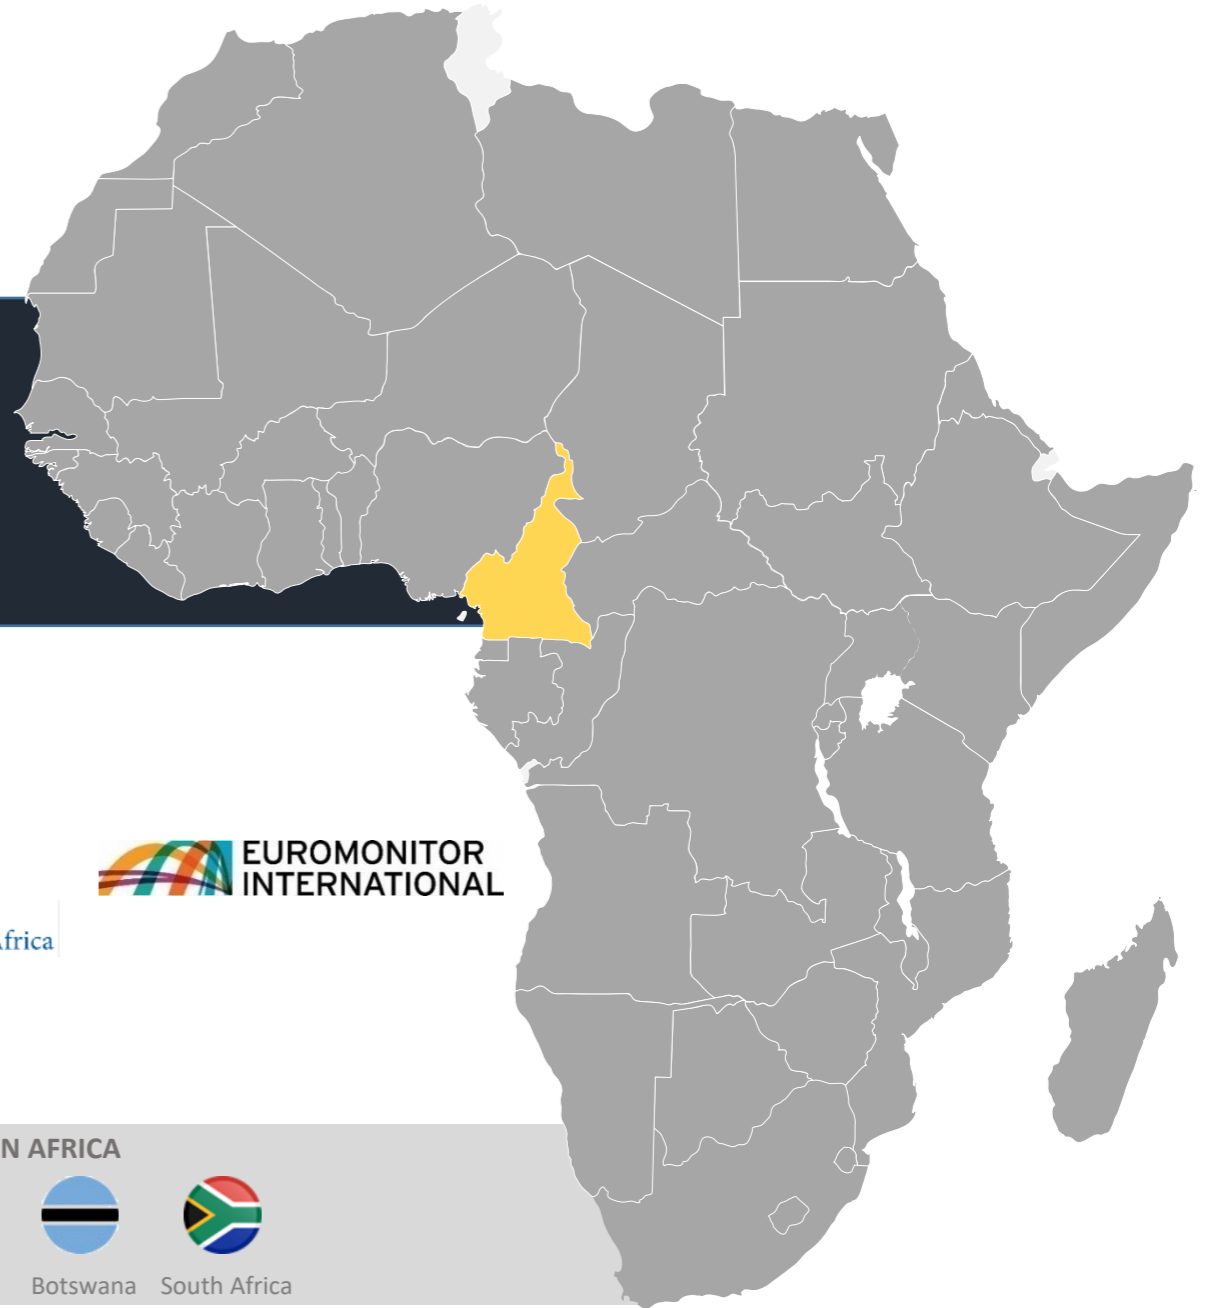 EUROMONITOR
INTERNATIONAL
frica
N AFRICA
Botswana South Africa